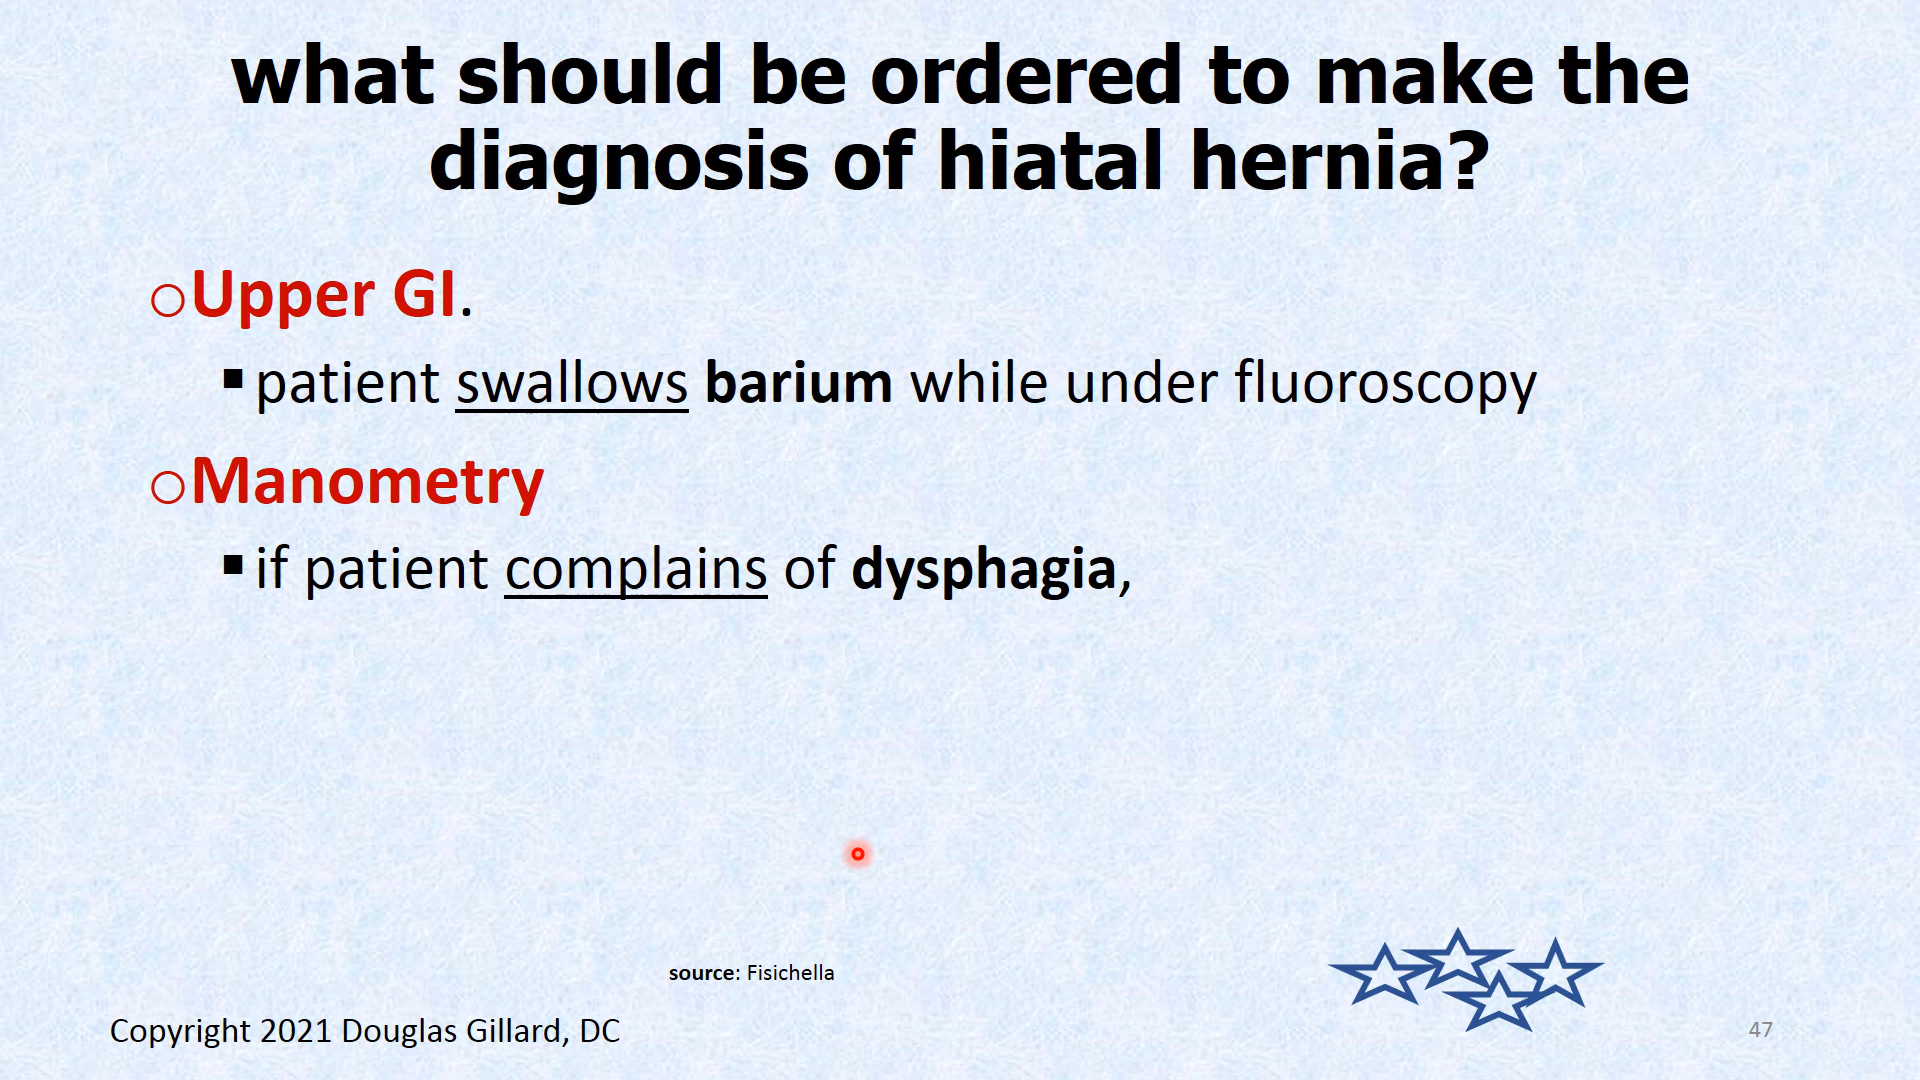 what should be ordered to make the
diagnosis of hiatal hernia?
Upper GI.
patient swallows barium while under fluoroscopy
Manometry
if patient complains of dysphagia,
source: Fisichella
Copyright 2021 Douglas Gillard, DC
47